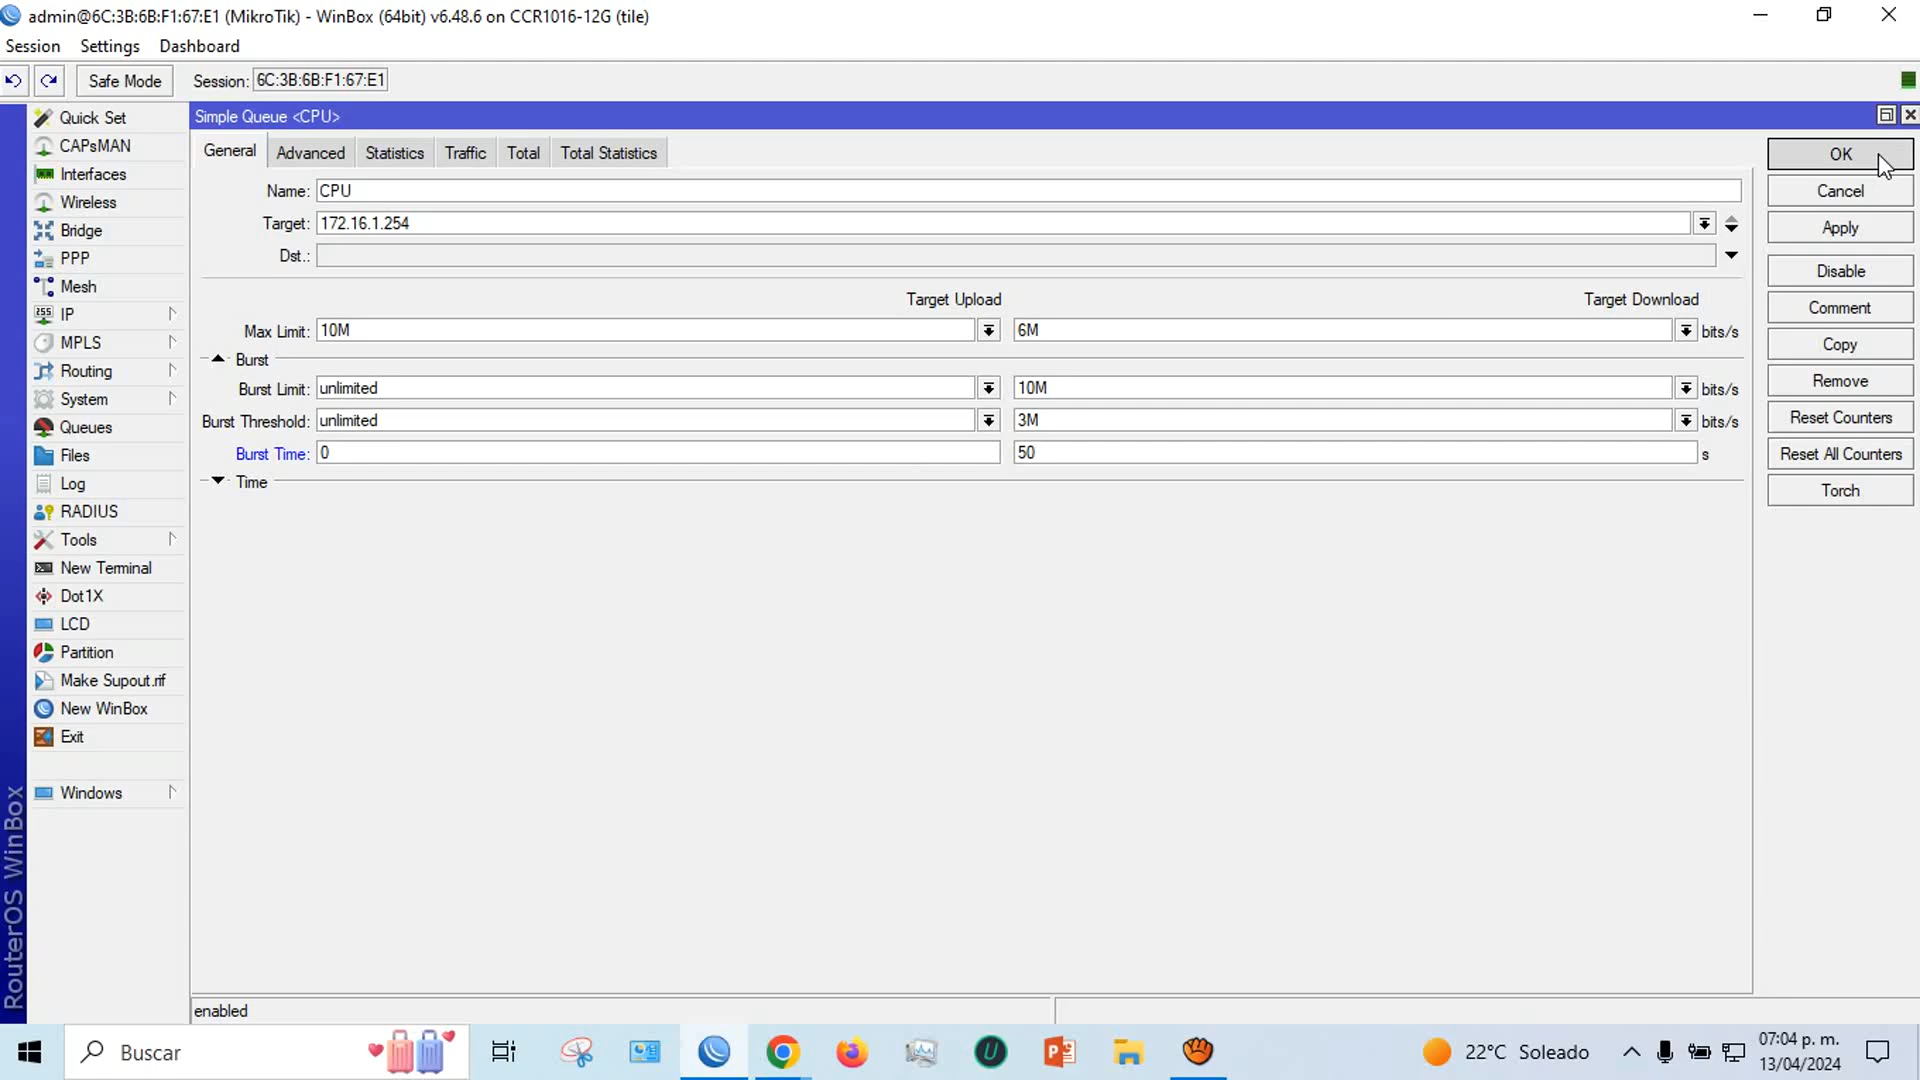 admin@6C:3B:6B:F1:67:E1 (MikroTik) - WinBox (64bit) v6.48.6 on CCR1016-12G (tile)
Session Settings Dashboard
Safe Mode Session: 6C:3B:6B:F1:67:E1
Quick Set
CAPsMAN
Interfaces
Wireless
Bridge
PPP
Mesh
IP
MPLS
Routing
System
Queues
Files
Log
RADIUS
Tools
New Terminal
Dot1X
LCD
Partition
Make Supout.rif
New WinBox
Exit
Windows
RouterOS WinBox
Simple Queue <CPU>
General Advanced Statistics Traffic Total Total Statistics
Name: CPU
Target: 172.16.1.254
Dst.:
Target Upload Target Download
Max Limit: 10M 6M bits/s
Burst
Burst Limit: unlimited 10M bits/s
Burst Threshold: unlimited 3M bits/s
Burst Time: 0 50 s
Time
OK
Cancel
Apply
Disable
Comment
Copy
Remove
Reset Counters
Reset All Counters
Torch
enabled
Buscar
22°C Soleado
07:04 p. m.
13/04/2024